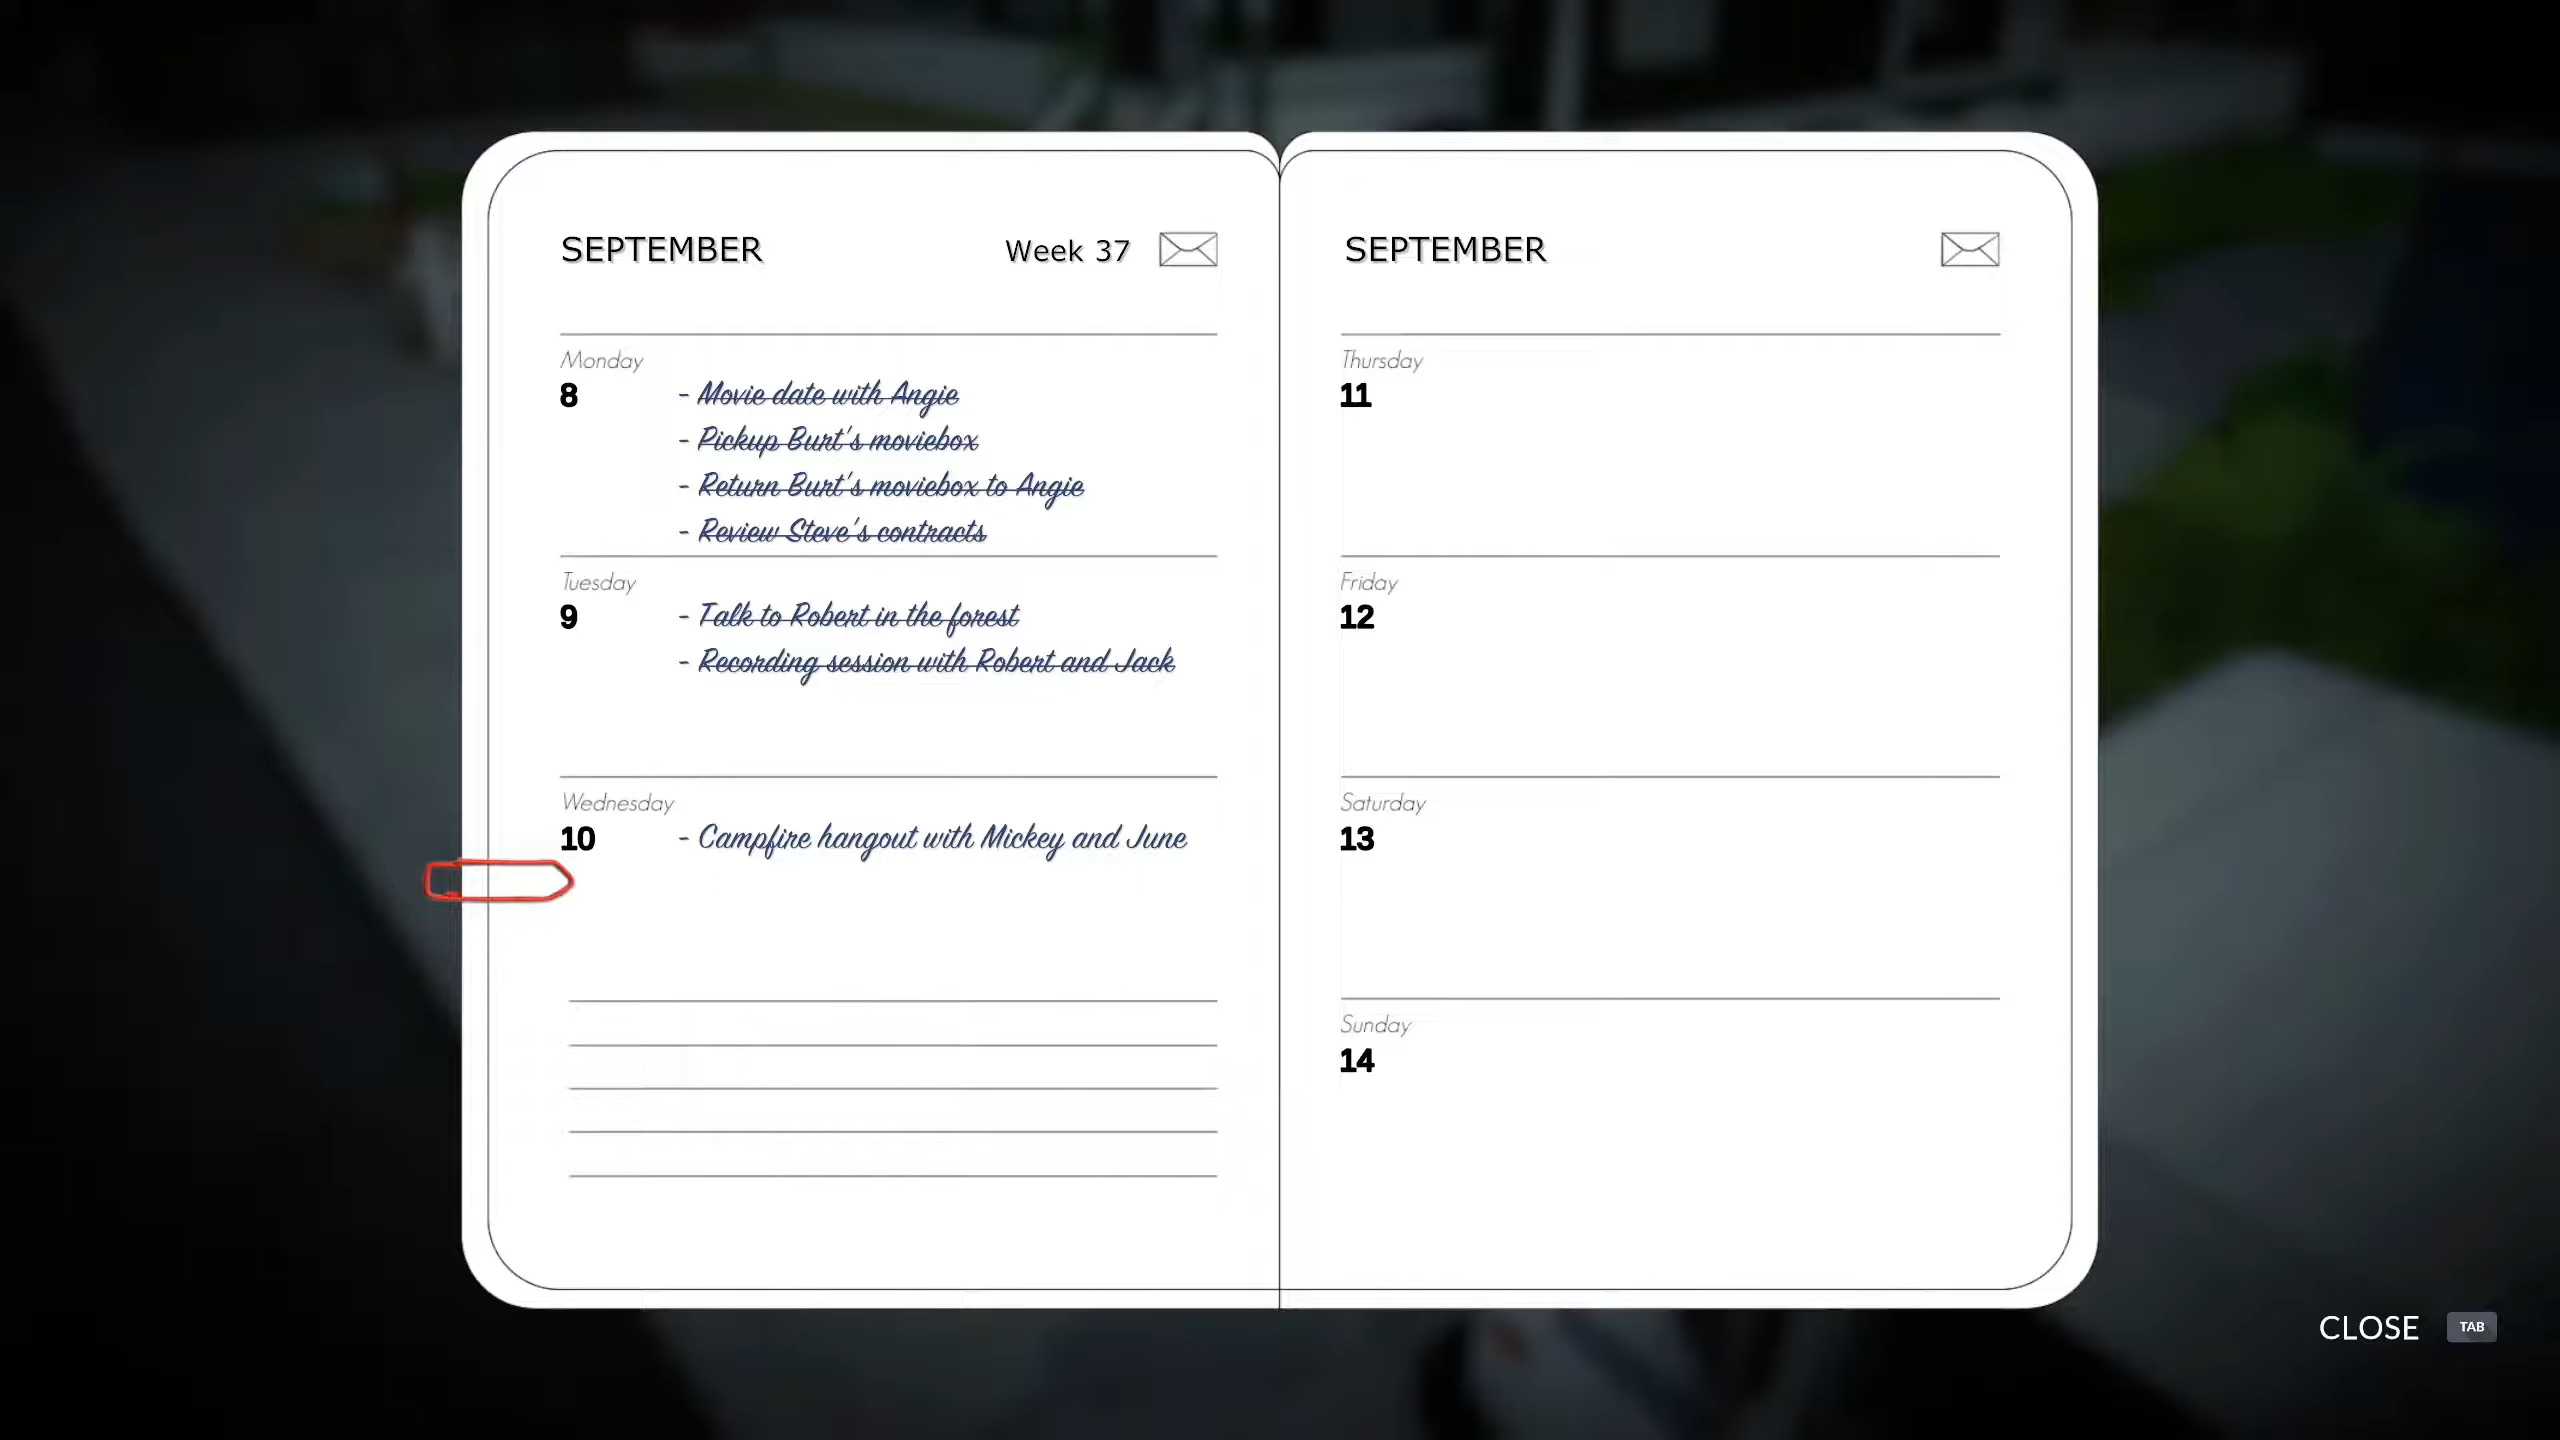 SEPTEMBER Week 37
Monday
8 - Movie date with Angie
- Pickup Burt's moviebox
- Return Burt's moviebox to Angie
- Review Steve's contracts
Tuesday
9 - Talk to Robert in the forest
- Recording session with Robert and Jack
Wednesday
10 - Campfire hangout with Mickey and June
SEPTEMBER
Thursday
11
Friday
12
Saturday
13
Sunday
14
CLOSE TAB